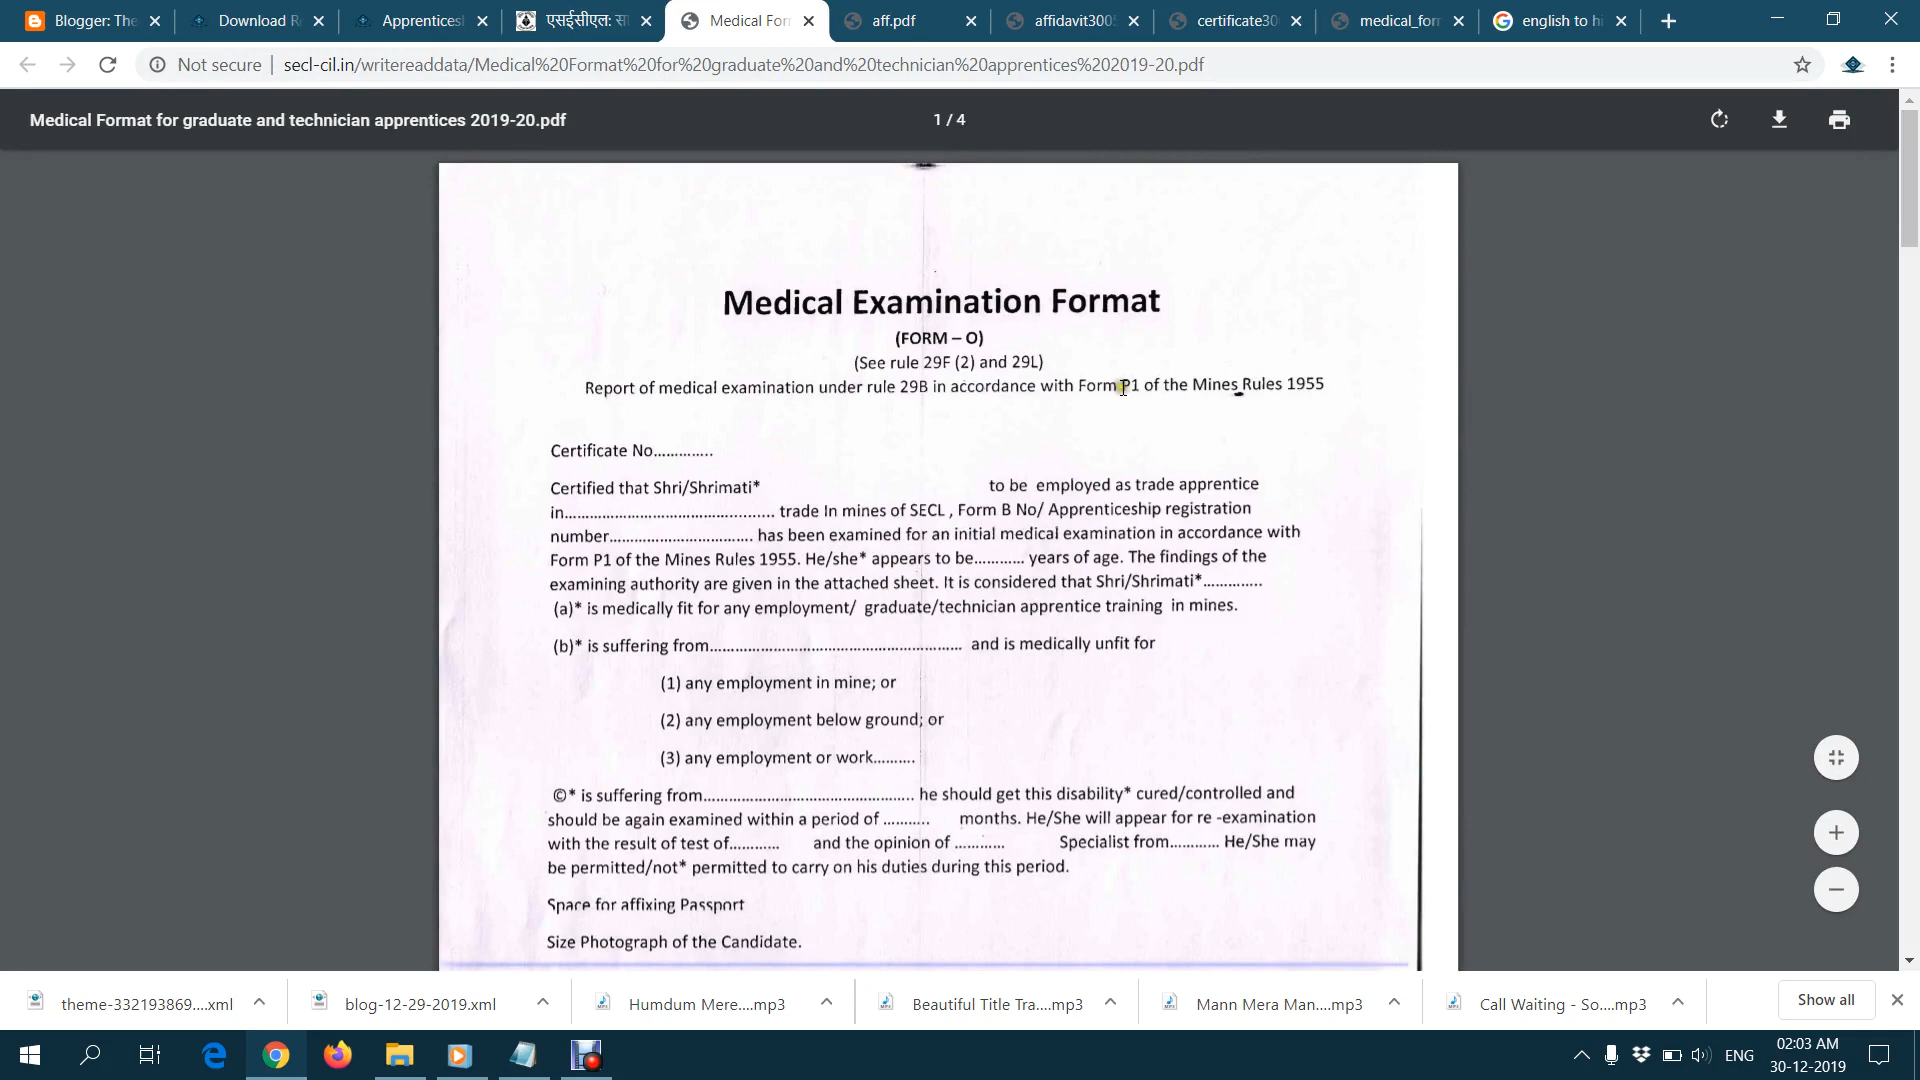 Blogger: The
Download R
Apprentices
एसईसीएल: स
Medical For
aff.pdf
affidavit300
certificate30
medical_for
english to hi
Not secure | secl-cil.in/writereaddata/Medical%20Format%20for%20graduate%20and%20technician%20apprentices%202019-20.pdf
Medical Format for graduate and technician apprentices 2019-20.pdf
1 / 4
Medical Examination Format
(FORM – O)
(See rule 29F (2) and 29L)
Report of medical examination under rule 29B in accordance with Form P1 of the Mines Rules 1955
Certificate No..............
Certified that Shri/Shrimati* to be employed as trade apprentice
in............................................. trade In mines of SECL , Form B No/ Apprenticeship registration
number................................. has been examined for an initial medical examination in accordance with
Form P1 of the Mines Rules 1955. He/she* appears to be............ years of age. The findings of the
examining authority are given in the attached sheet. It is considered that Shri/Shrimati*..............
(a)* is medically fit for any employment/ graduate/technician apprentice training in mines.
(b)* is suffering from.......................................................... and is medically unfit for
(1) any employment in mine; or
(2) any employment below ground; or
(3) any employment or work..........
©* is suffering from................................................. he should get this disability* cured/controlled and
should be again examined within a period of ........... months. He/She will appear for re -examination
with the result of test of............ and the opinion of ............ Specialist from............ He/She may
be permitted/not* permitted to carry on his duties during this period.
Space for affixing Passport
Size Photograph of the Candidate.
theme-332193869....xml
blog-12-29-2019.xml
Humdum Mere....mp3
Beautiful Title Tra....mp3
Mann Mera Man....mp3
Call Waiting - So....mp3
Show all
ENG
02:03 AM
30-12-2019